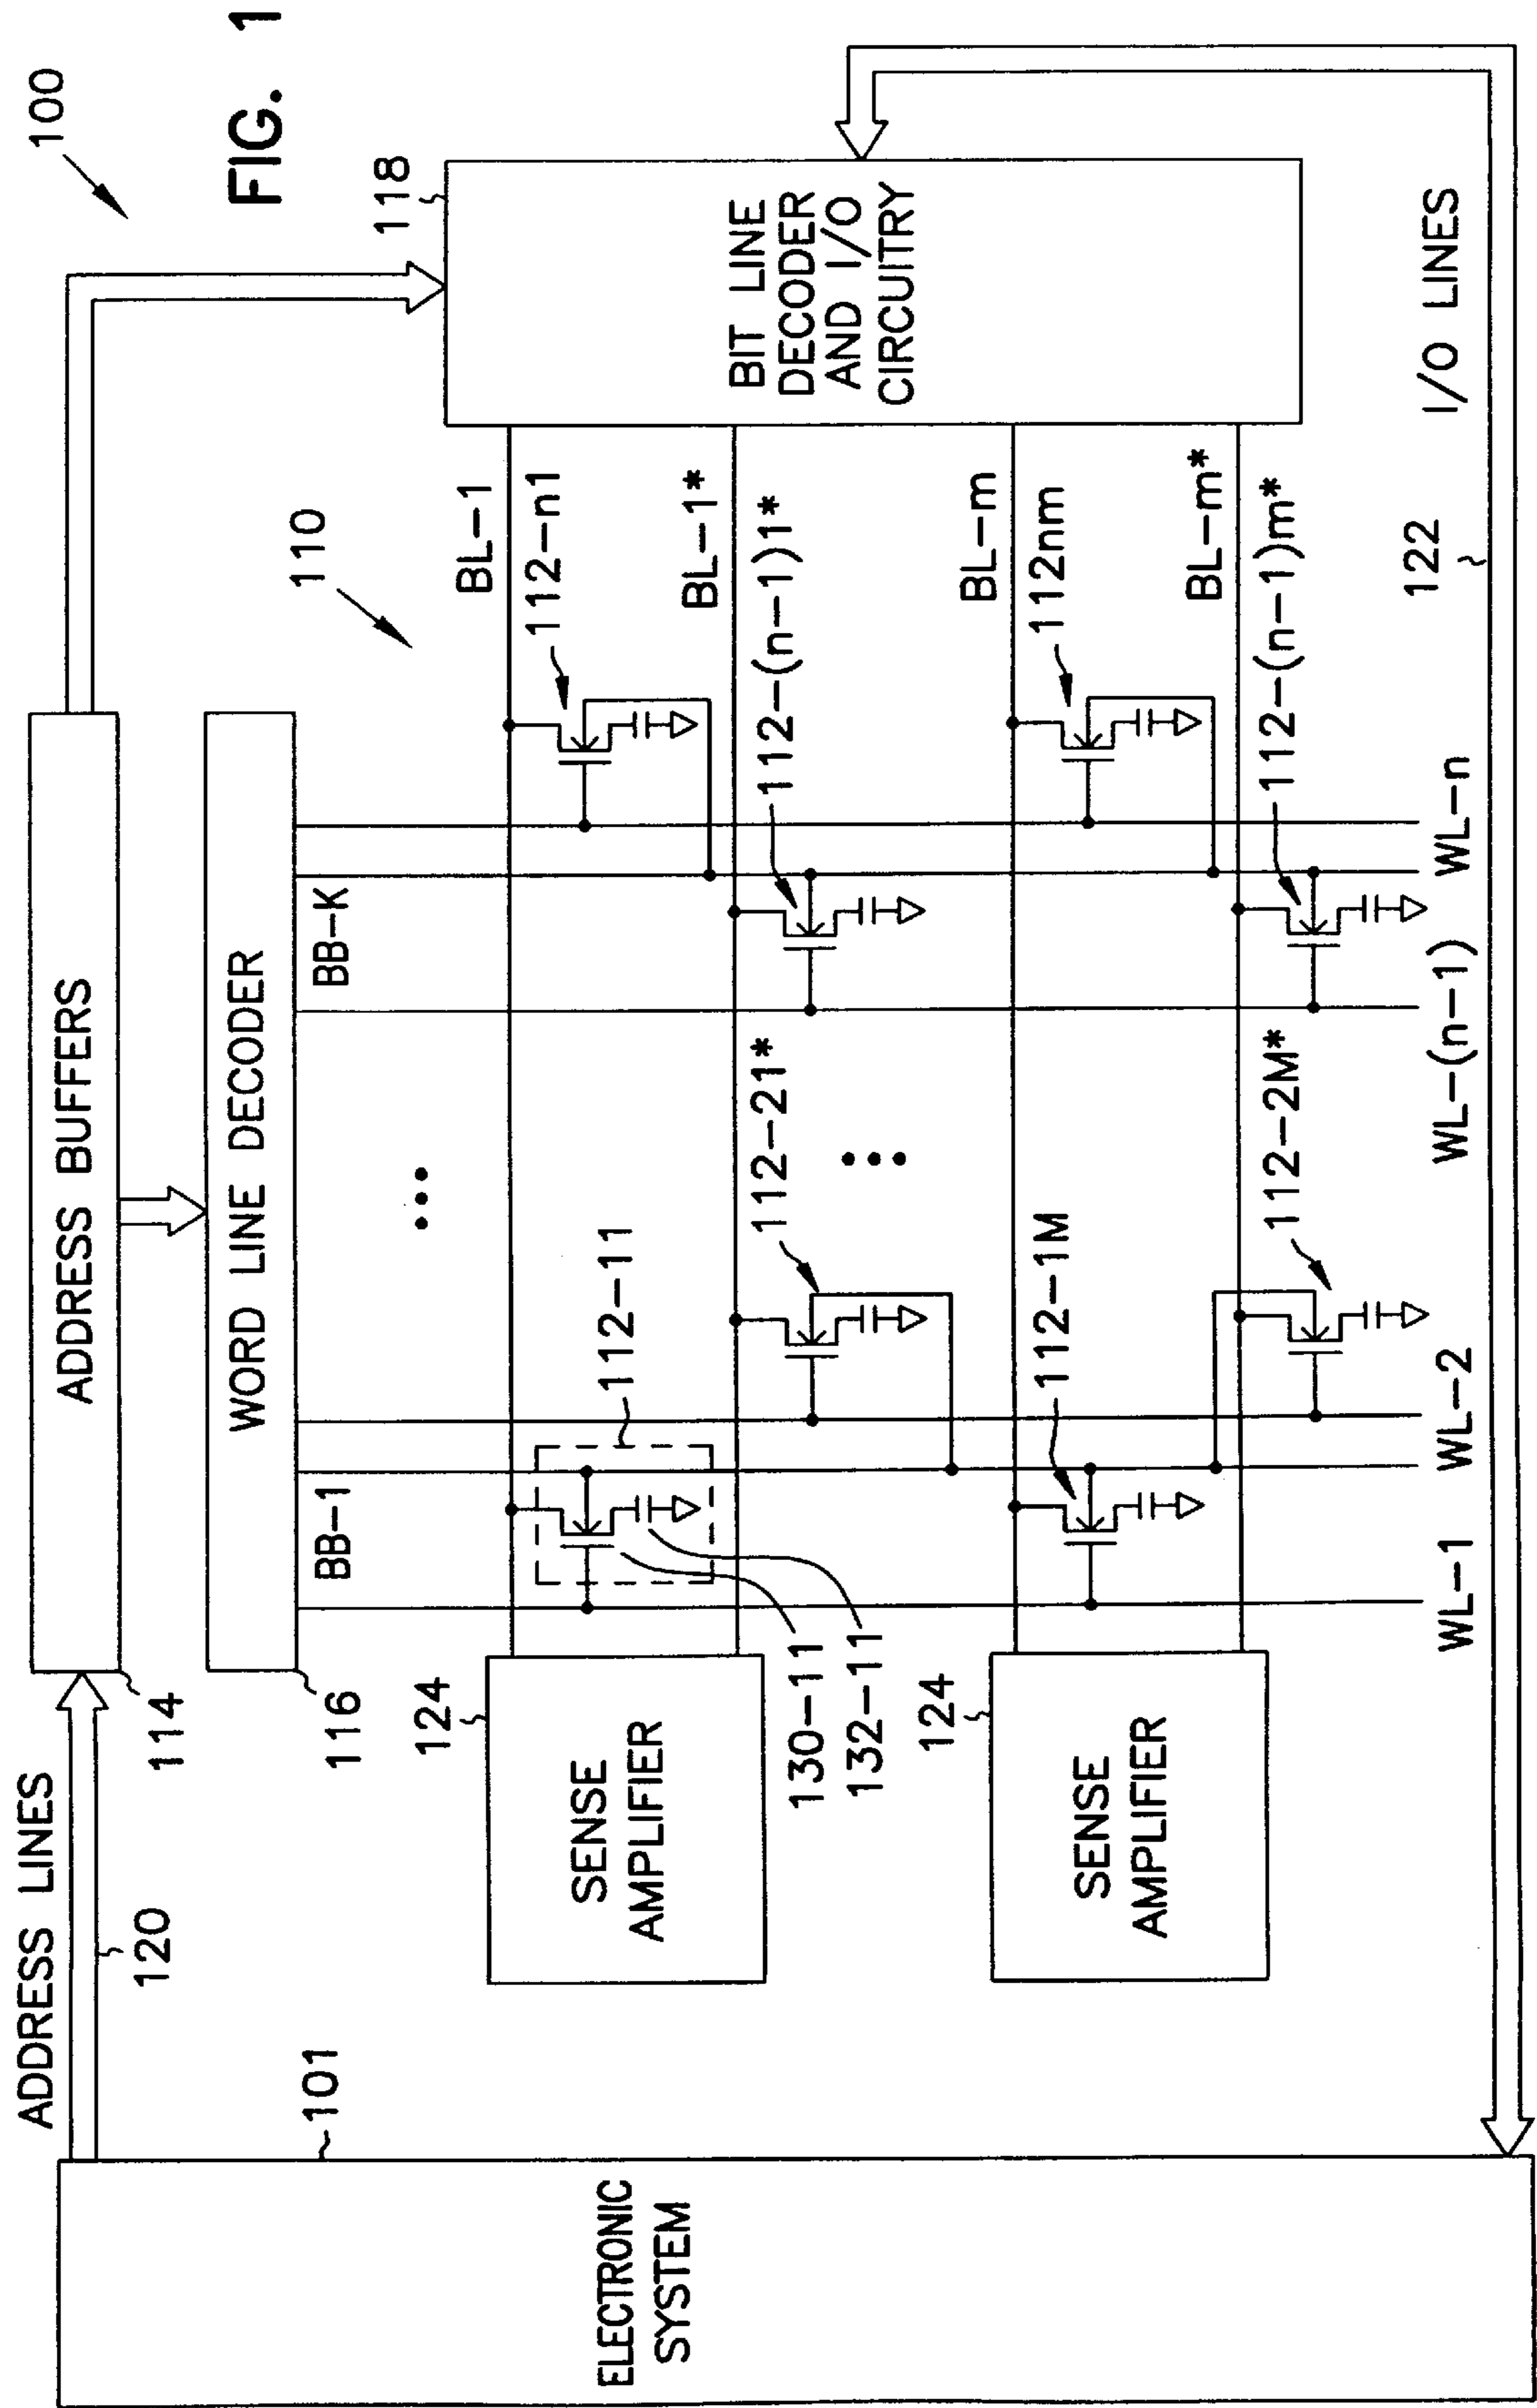 FIG. 1
100
ADDRESS LINES
120
101
ELECTRONIC
SYSTEM
ADDRESS BUFFERS
114
WORD LINE DECODER
116
118
BIT LINE
DECODER
AND I/O
CIRCUITRY
110
BB-1
BB-K
BL-1
112-n1
112-11
124
SENSE
AMPLIFIER
130-11
132-11
112-21*
BL-1*
112-(n-1)1*
BL-m
112nm
112-1M
124
SENSE
AMPLIFIER
112-2M*
BL-m*
112-(n-1)m*
WL-1
WL-2
WL-(n-1)
WL-n
122
I/O LINES